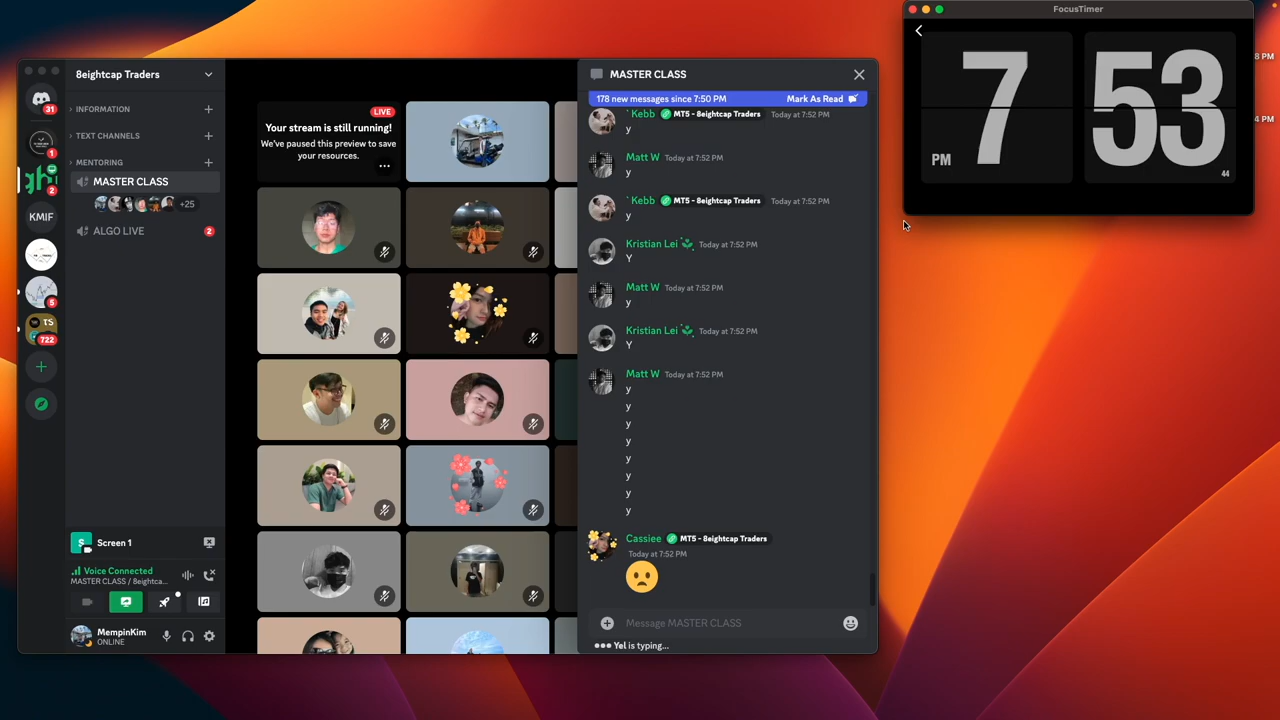 FocusTimer
8 PM
4 PM
7
53
PM
44
8eightcap Traders
INFORMATION
TEXT CHANNELS
MENTORING
MASTER CLASS
+25
ALGO LIVE
2
31
1
2
KMIF
5
TS
722
Screen 1
Voice Connected
MASTER CLASS / 8eightca...
MempinKim
ONLINE
LIVE
Your stream is still running!
We've paused this preview to save
your resources.
MASTER CLASS
178 new messages since 7:50 PM Mark As Read
`Kebb MT5 - 8eightcap Traders Today at 7:52 PM
y
Matt W Today at 7:52 PM
y
`Kebb MT5 - 8eightcap Traders Today at 7:52 PM
y
Kristian Lei Today at 7:52 PM
Y
Matt W Today at 7:52 PM
y
Kristian Lei Today at 7:52 PM
Y
Matt W Today at 7:52 PM
y
y
y
y
y
y
y
y
Cassiee MT5 - 8eightcap Traders
Today at 7:52 PM
Message MASTER CLASS
Yel is typing...